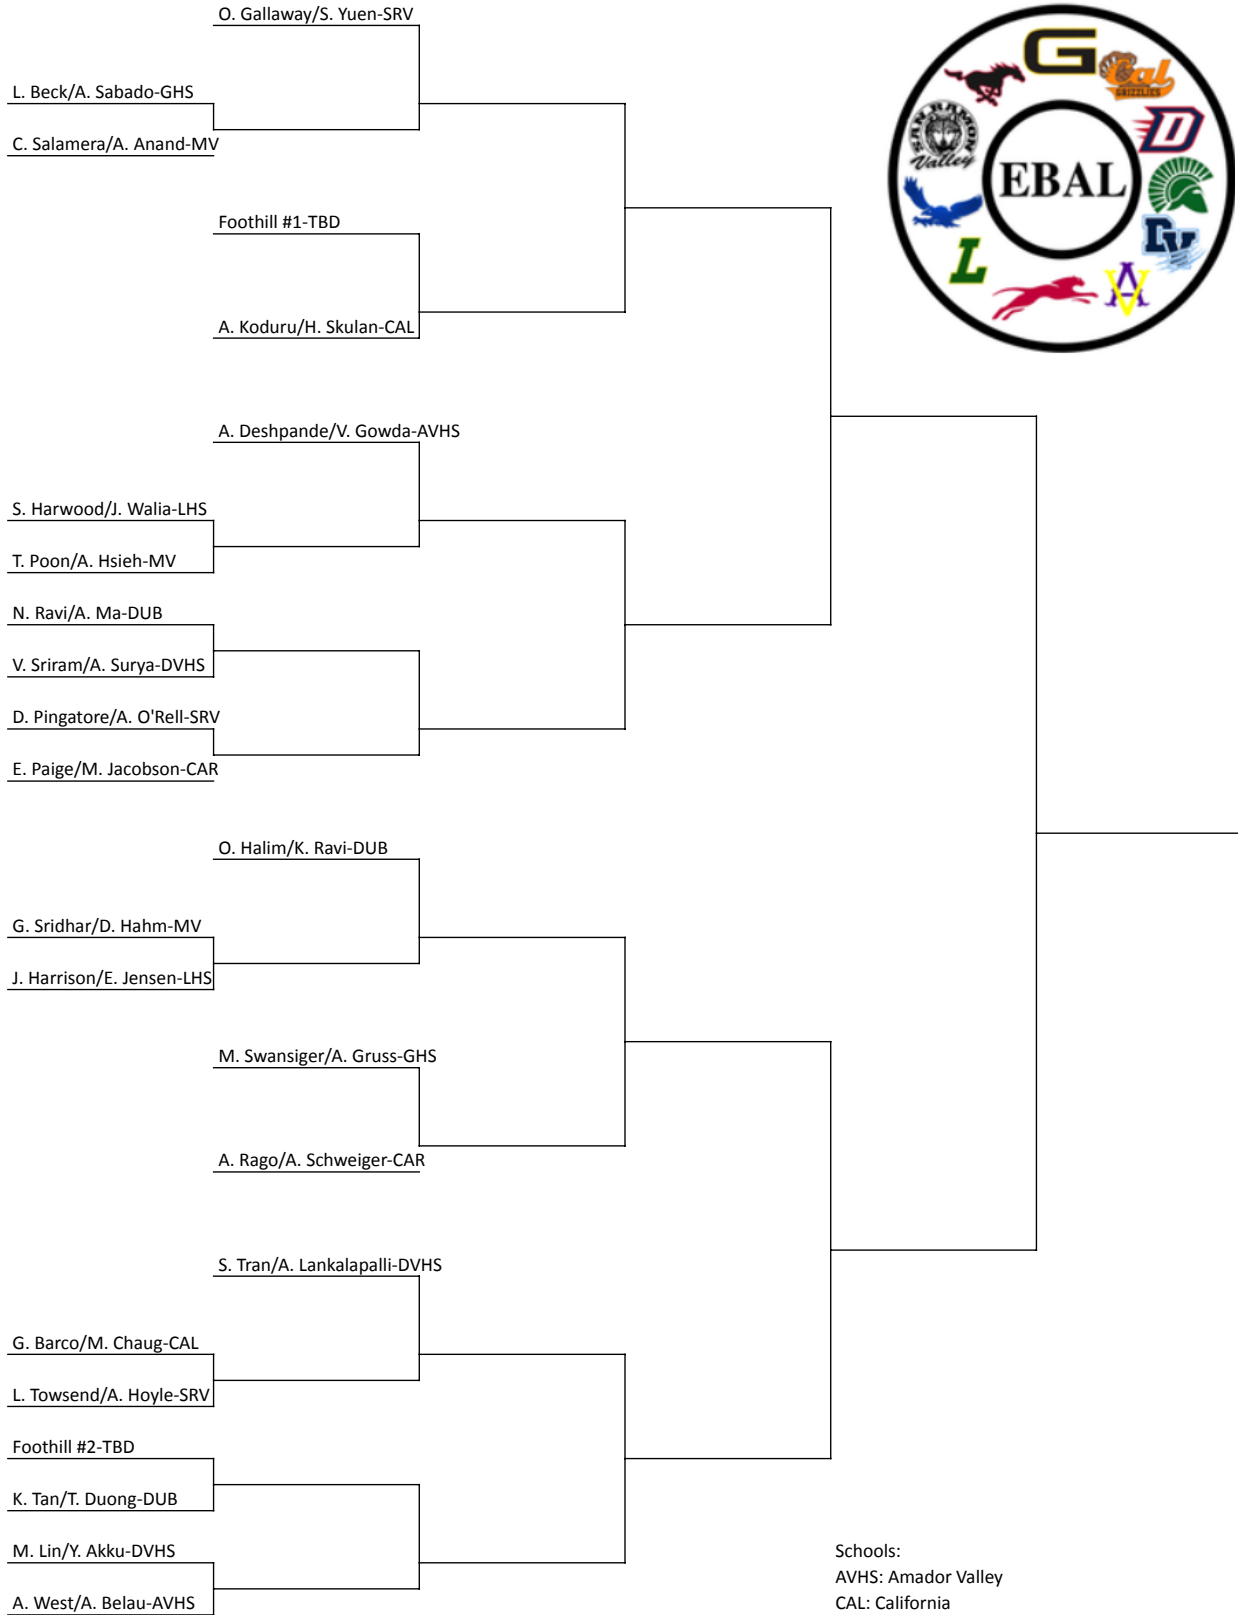 O. Gallaway/S. Yuen-SRV
L. Beck/A. Sabado-GHS
C. Salamera/A. Anand-MV
Foothill #1-TBD
A. Koduru/H. Skulan-CAL
A. Deshpande/V. Gowda-AVHS
S. Harwood/J. Walia-LHS
T. Poon/A. Hsieh-MV
N. Ravi/A. Ma-DUB
V. Sriram/A. Surya-DVHS
D. Pingatore/A. O'Rell-SRV
E. Paige/M. Jacobson-CAR
O. Halim/K. Ravi-DUB
G. Sridhar/D. Hahm-MV
J. Harrison/E. Jensen-LHS
M. Swansiger/A. Gruss-GHS
A. Rago/A. Schweiger-CAR
S. Tran/A. Lankalapalli-DVHS
G. Barco/M. Chaug-CAL
L. Towsend/A. Hoyle-SRV
Foothill #2-TBD
K. Tan/T. Duong-DUB
M. Lin/Y. Akku-DVHS
A. West/A. Belau-AVHS
G
Cal
GRIZZLIES
D
SAN RAMON
Valley
EBAL
DV
L
AV
Schools:
AVHS: Amador Valley
CAL: California